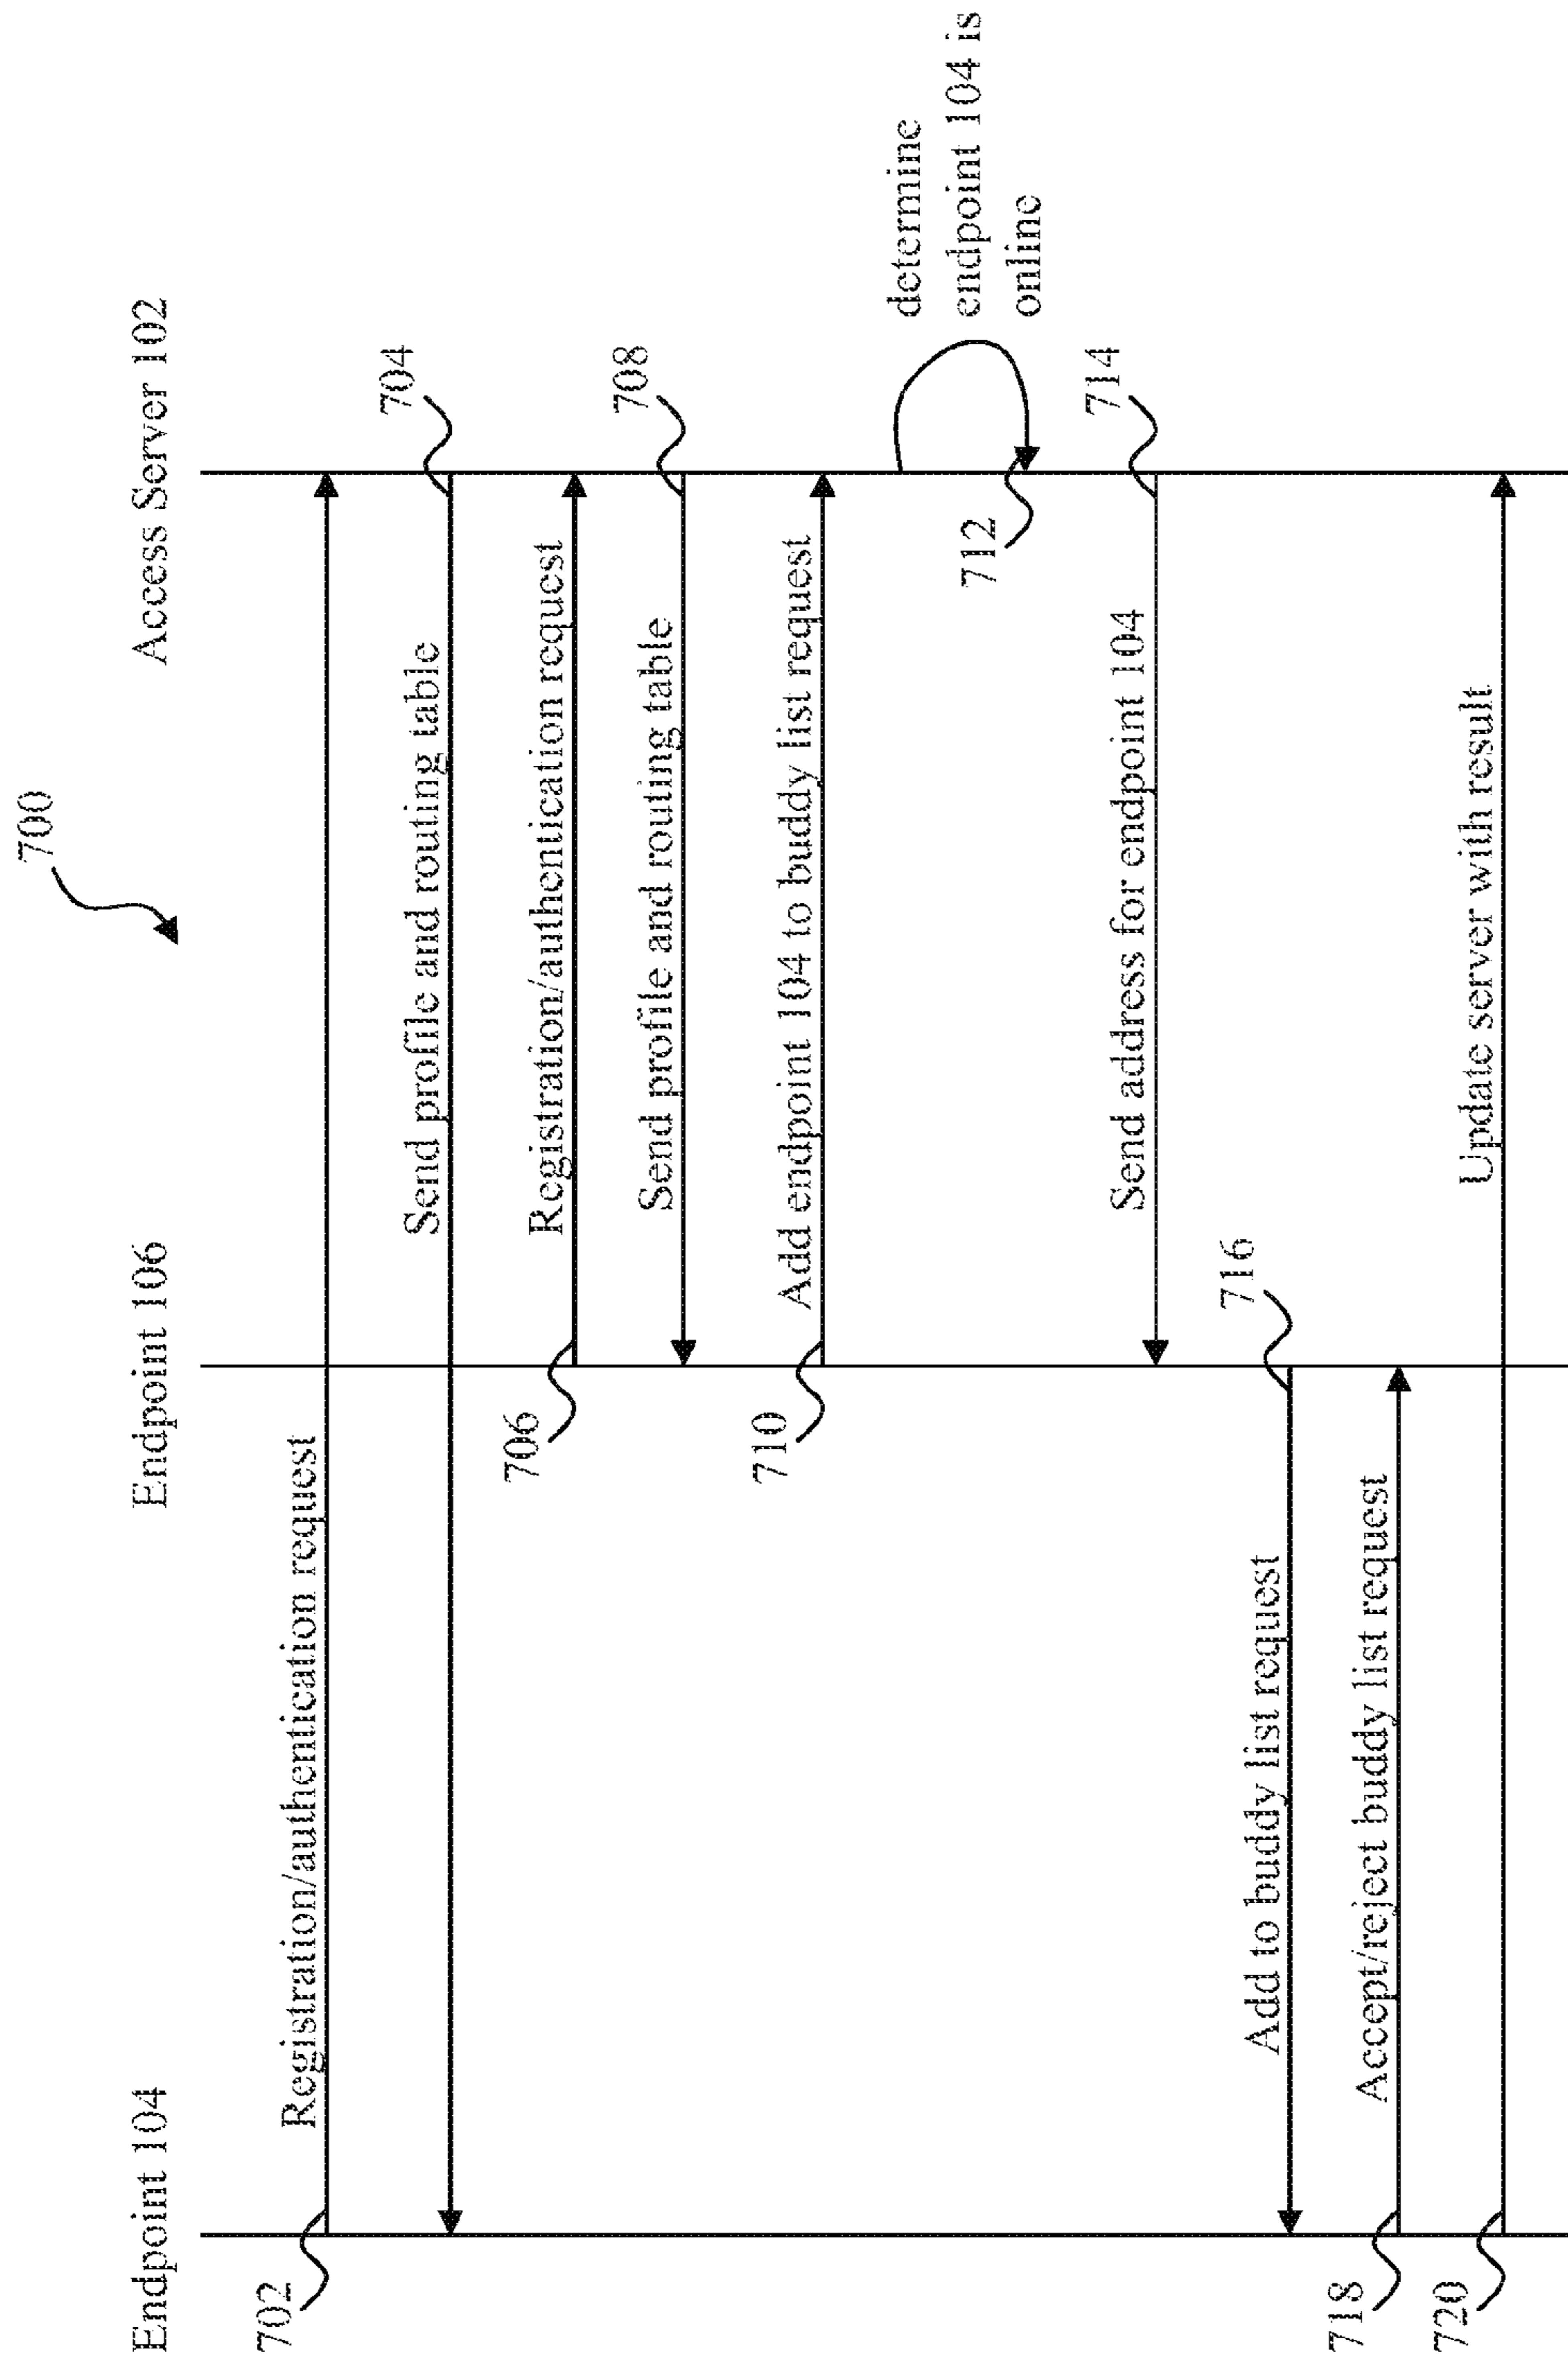 700
Endpoint 104
Endpoint 106
Access Server 102
702
Registration/authentication request
704
Send profile and routing table
706
Registration/authentication request
708
Send profile and routing table
710
Add endpoint 104 to buddy list request
determine
endpoint 104 is
online
712
714
Send address for endpoint 104
716
Add to buddy list request
718
Accept/reject buddy list request
720
Update server with result